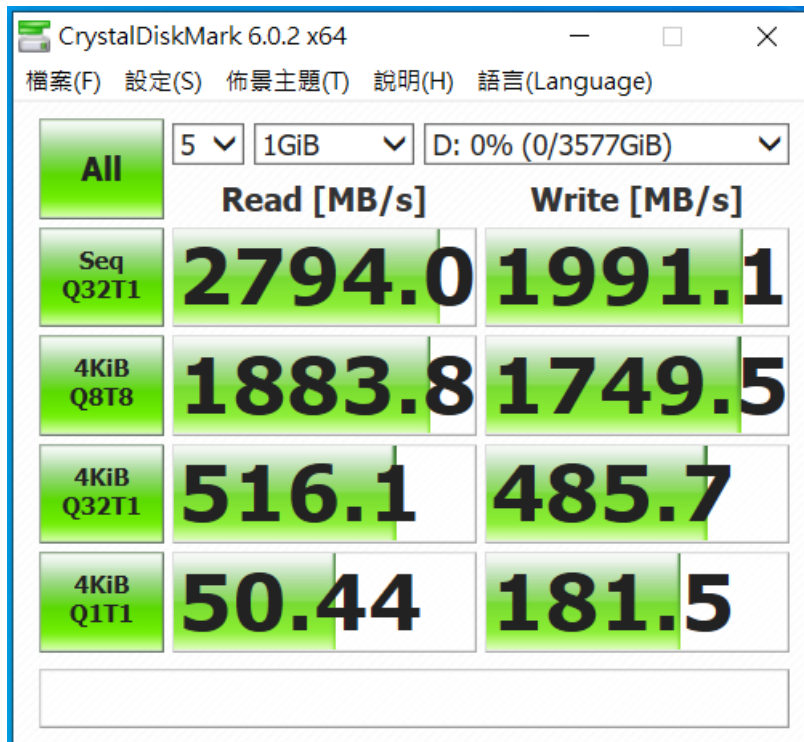 CrystalDiskMark 6.0.2 x64
檔案(F) 設定(S) 佈景主題(T) 說明(H) 語言(Language)
All 5 1GiB D: 0% (0/3577GiB)
Read [MB/s] Write [MB/s]
Seq
Q32T1
2794.0 1991.1
4KiB
Q8T8
1883.8 1749.5
4KiB
Q32T1
516.1 485.7
4KiB
Q1T1
50.44 181.5